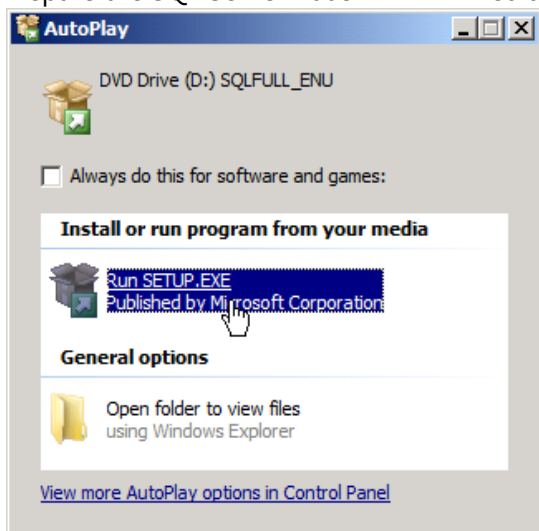 AutoPlay
DVD Drive (D:) SQLFULL_ENU
Always do this for software and games:
Install or run program from your media
Run SETUP.EXE
Published by Microsoft Corporation
General options
Open folder to view files
using Windows Explorer
View more AutoPlay options in Control Panel